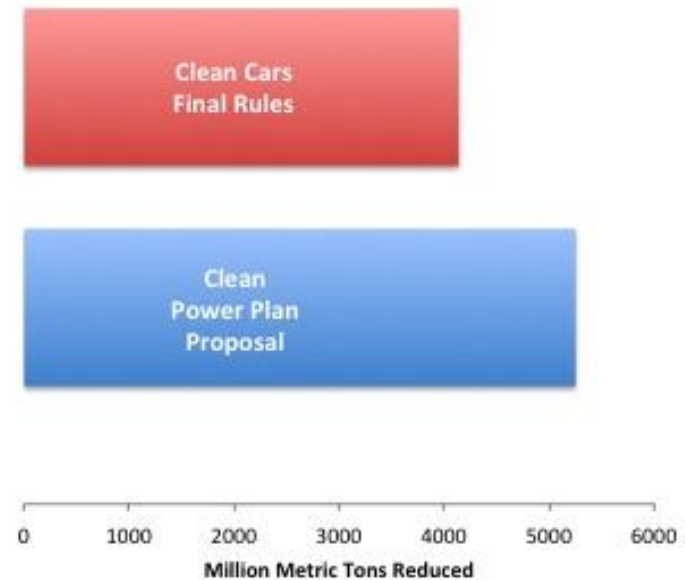 Clean Cars
Final Rules
Clean
Power Plan
Proposal
0 1000 2000 3000 4000 5000 6000
Million Metric Tons Reduced